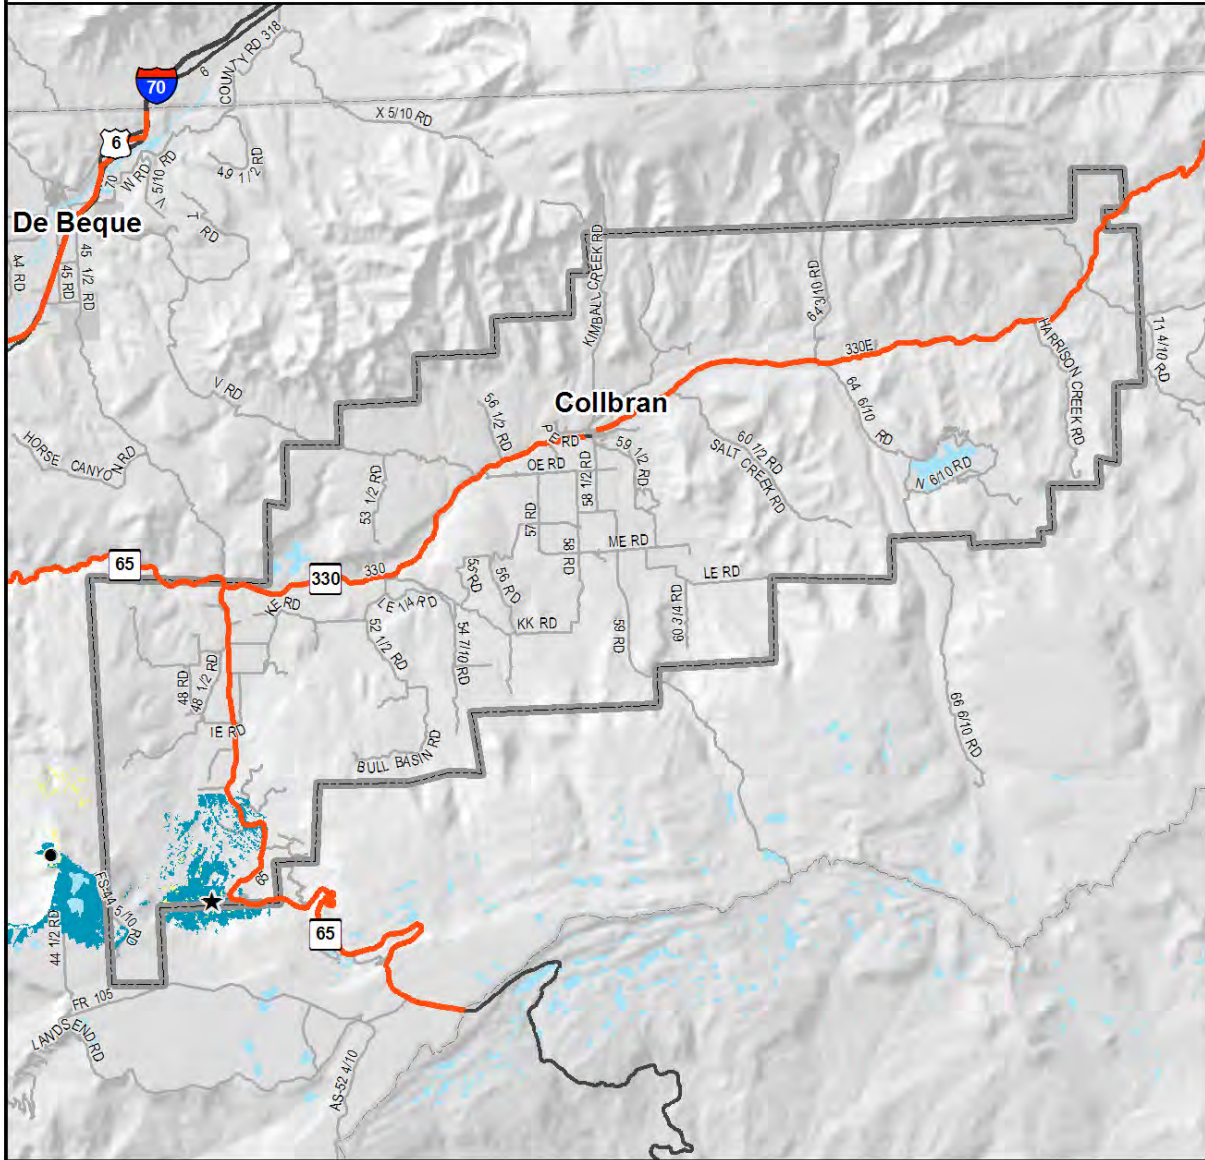 COUNTY RD 318
6
70
X 5/10 RD
6
49 1/2 RD
W RD
V 5/10 RD
70
T RD
De Beque
44 RD
45 RD
45 1/2 RD
KIMBALL CREEK RD
64 3/10 RD
330E
HARRISON CREEK RD
71 4/10 RD
V RD
Collbran
56 1/2 RD
PE RD
59 1/2 RD
64 6/10 RD
60 1/2 RD
SALT CREEK RD
HORSE CANYON RD
OE RD
58 1/2 RD
N 6/10 RD
53 1/2 RD
57 RD
58 RD
ME RD
65
330
330
55 RD
56 RD
LE RD
KE RD
LE 1/4 RD
KK RD
60 3/4 RD
52 1/2 RD
54 7/10 RD
59 RD
48 RD
48 1/2 RD
IE RD
66 6/10 RD
BULL BASIN RD
65
FS-44 5/10 RD
44 1/2 RD
65
FR 105
LANDS END RD
AS-52 4/10